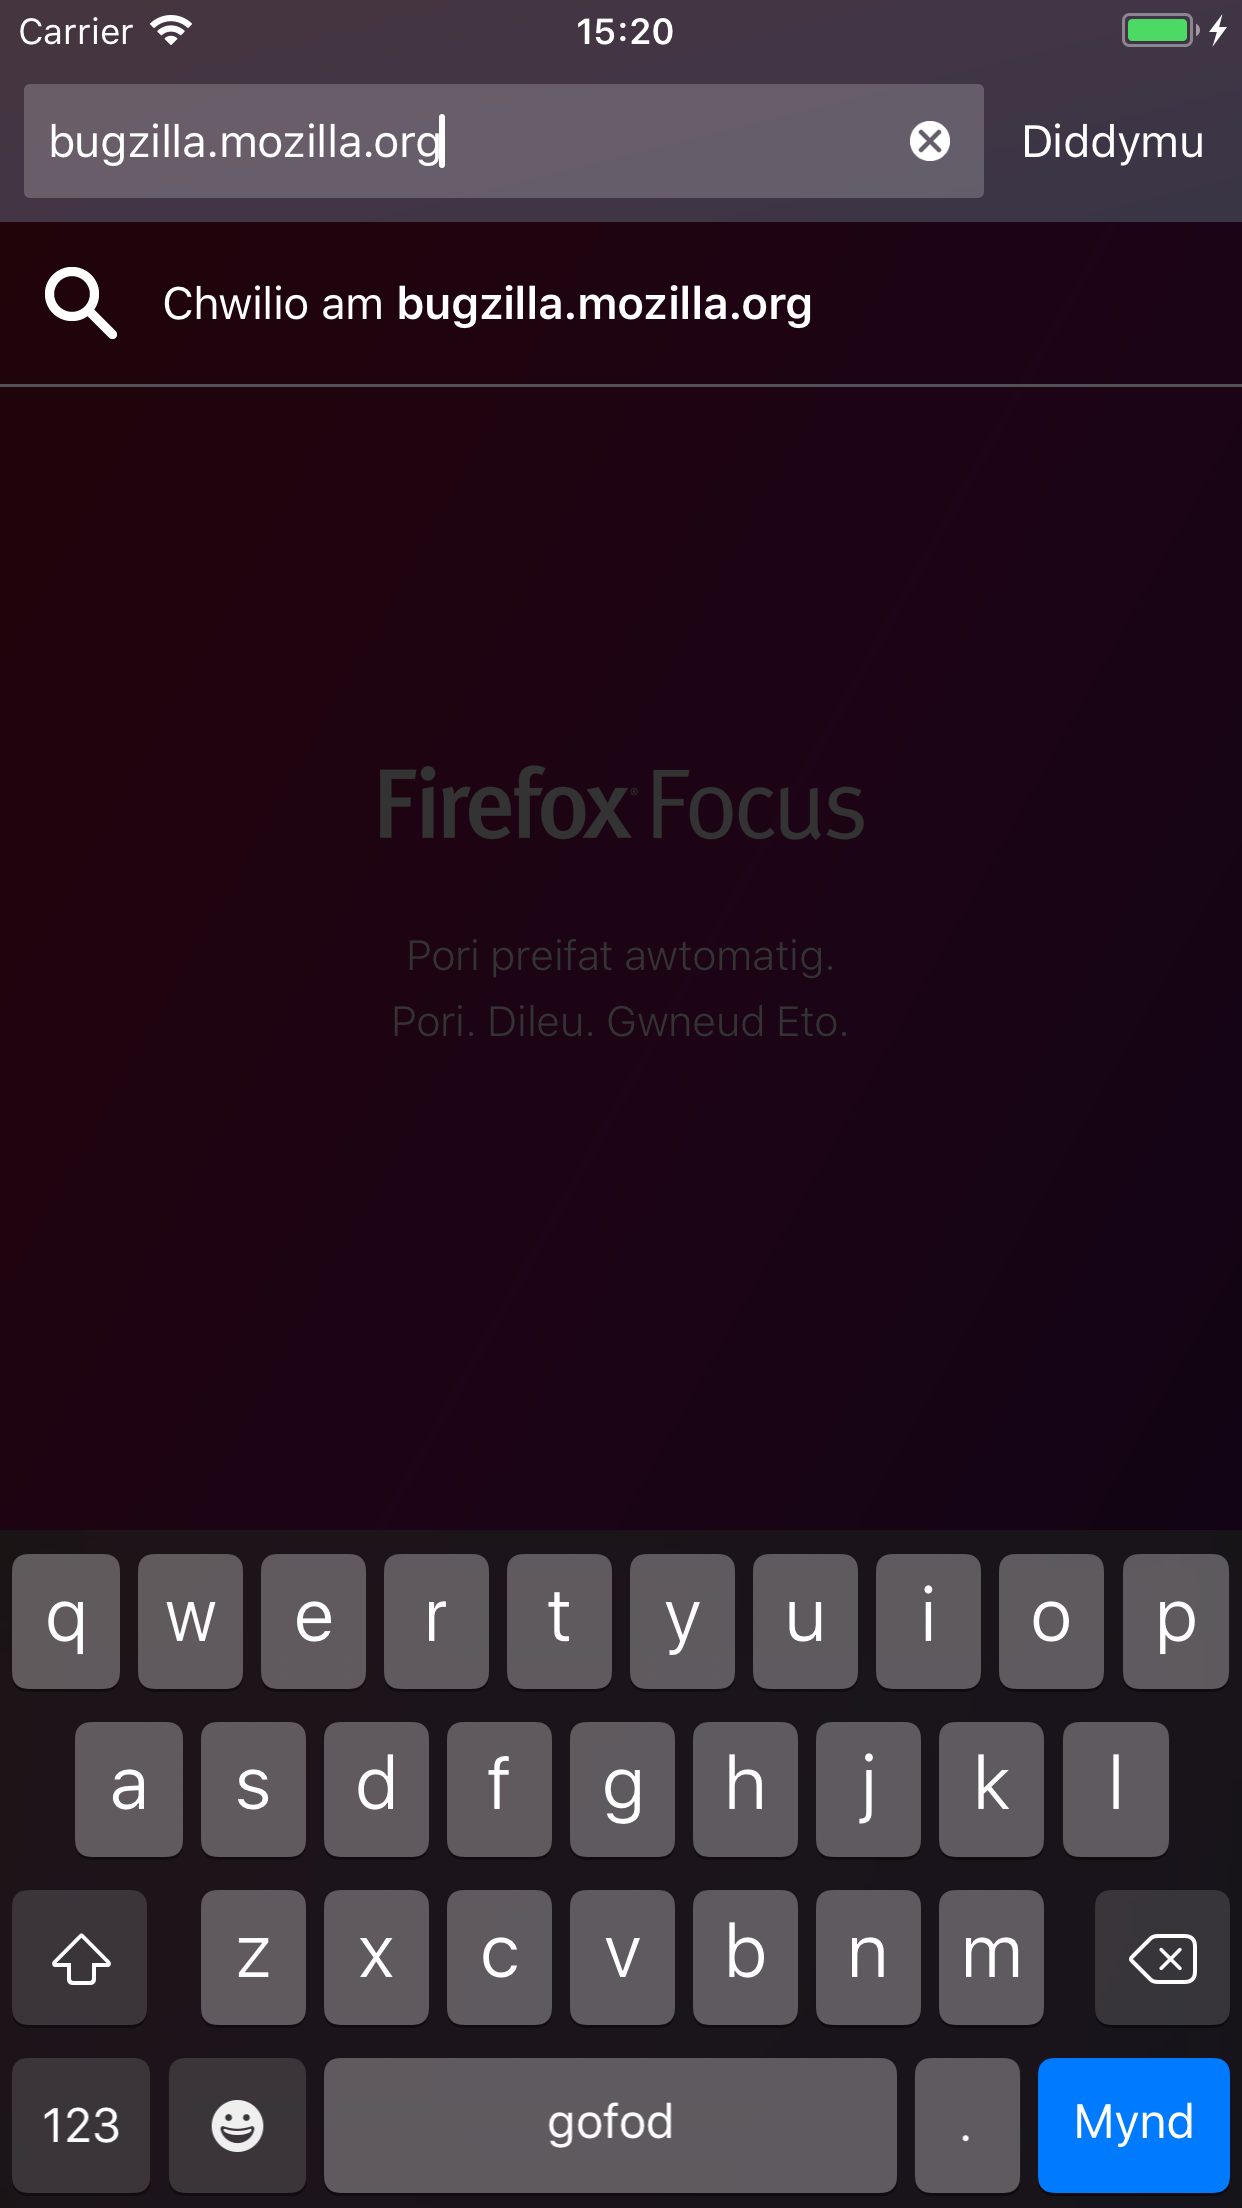 Carrier 15:20
bugzilla.mozilla.org Diddymu
Chwilio am bugzilla.mozilla.org
Firefox® Focus
Pori preifat awtomatig.
Pori. Dileu. Gwneud Eto.
q w e r t y u i o p
a s d f g h j k l
z x c v b n m
123 gofod . Mynd